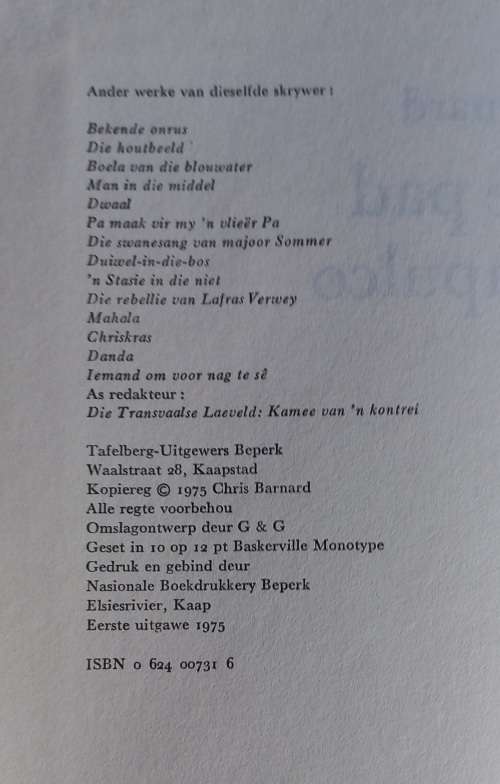 Ander werke van dieselfde skrywer:
Bekende onrus
Die houtbeeld
Boela van die blouwater
Man in die middel
Dwaal
Pa maak vir my 'n vlieër Pa
Die swanesang van majoor Sommer
Duiwel-in-die-bos
'n Stasie in die niet
Die rebellie van Lafras Verwey
Mahala
Chriskras
Danda
Iemand om voor nag te sê
As redakteur:
Die Transvaalse Laeveld: Kamee van 'n kontrei
Tafelberg-Uitgewers Beperk
Waalstraat 28, Kaapstad
Kopiereg © 1975 Chris Barnard
Alle regte voorbehou
Omslagontwerp deur G & G
Geset in 10 op 12 pt Baskerville Monotype
Gedruk en gebind deur
Nasionale Boekdrukkery Beperk
Elsiesrivier, Kaap
Eerste uitgawe 1975
ISBN 0 624 00731 6